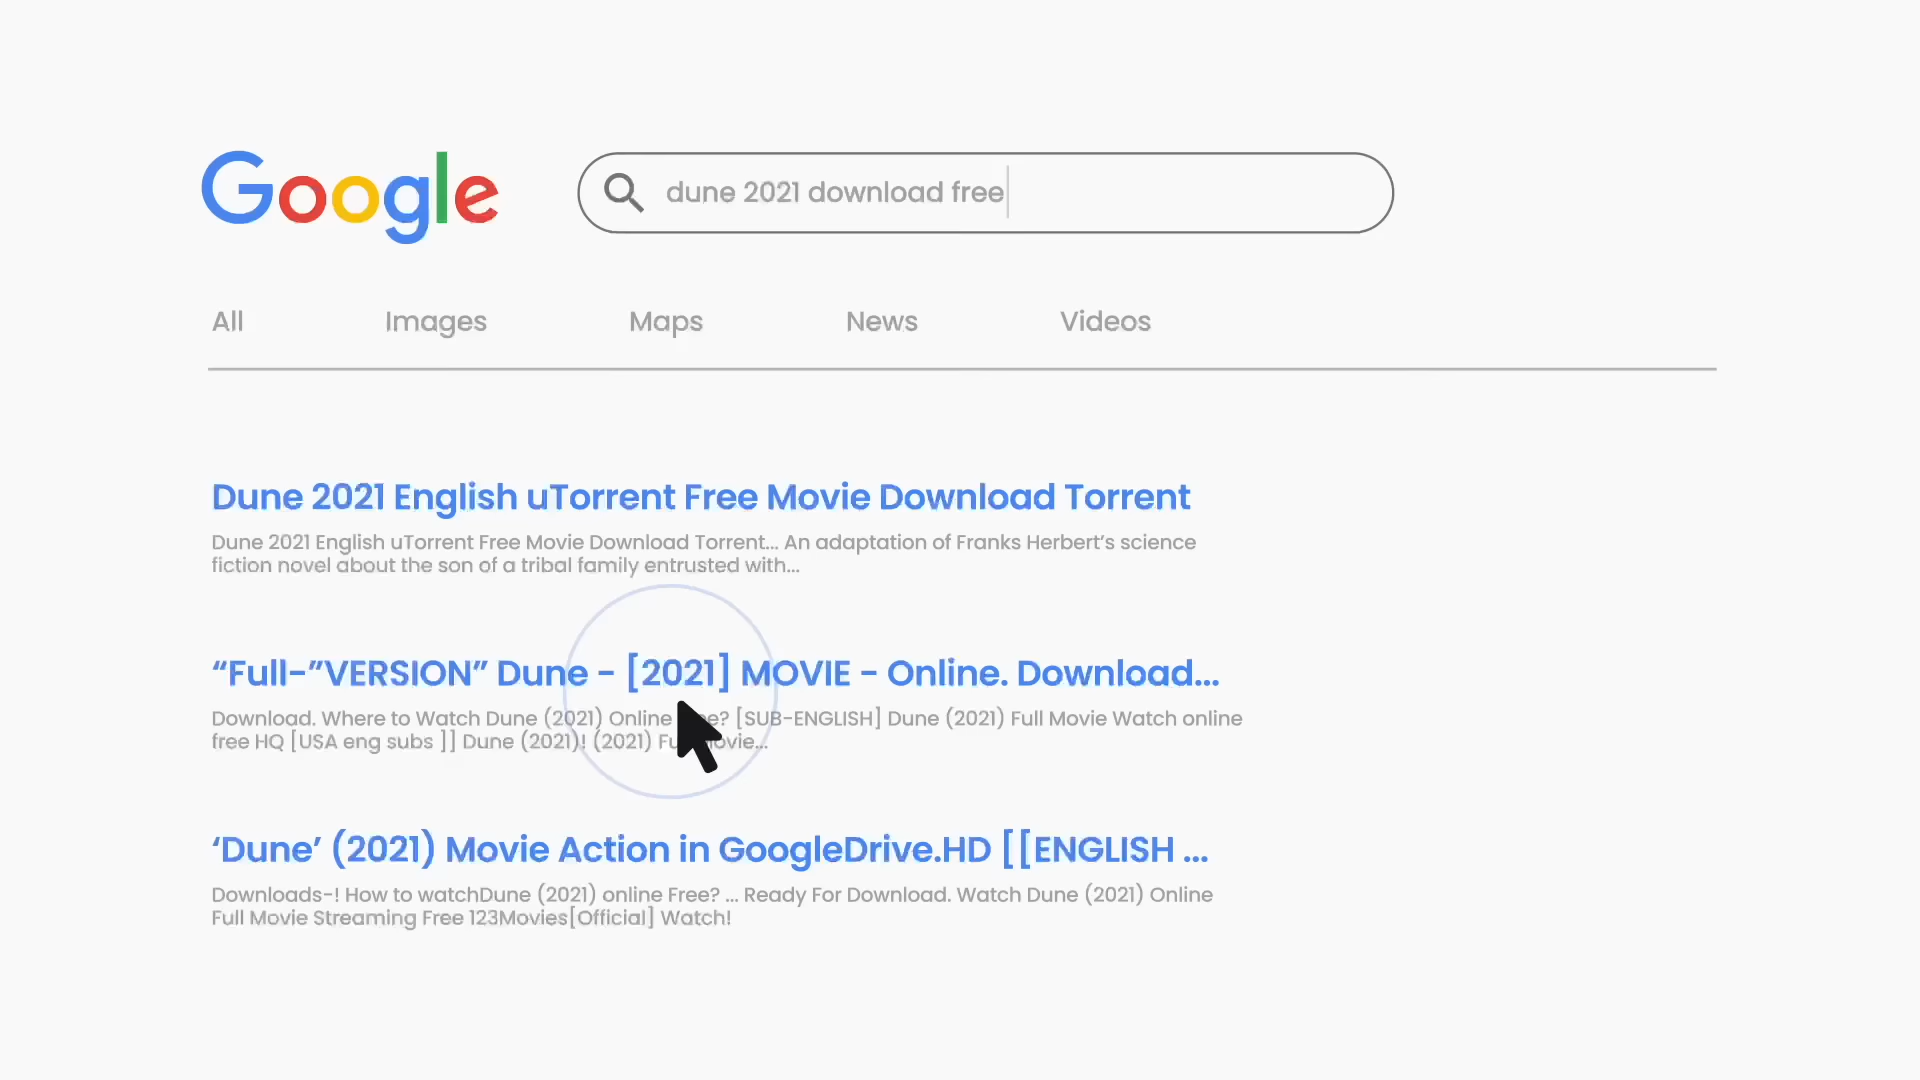 Google
dune 2021 download free
All Images Maps News Videos
Dune 2021 English uTorrent Free Movie Download Torrent
Dune 2021 English uTorrent Free Movie Download Torrent... An adaptation of Franks Herbert’s science
fiction novel about the son of a tribal family entrusted with...
“Full-”VERSION” Dune - [2021] MOVIE - Online. Download...
Download. Where to Watch Dune (2021) Online ? [SUB-ENGLISH] Dune (2021) Full Movie Watch online
free HQ [USA eng subs ]] Dune (2021)! (2021)
‘Dune’ (2021) Movie Action in GoogleDrive.HD [[ENGLISH ...
Downloads-! How to watchDune (2021) online Free? ... Ready For Download. Watch Dune (2021) Online
Full Movie Streaming Free 123Movies[Official] Watch!